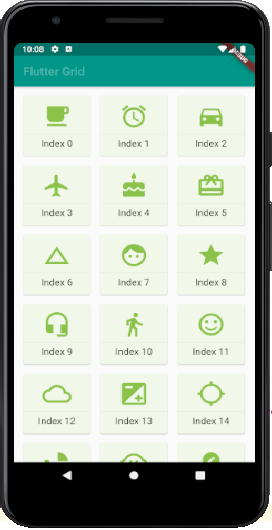 10:08
DEBUG
Flutter Grid
Index 0 Index 1 Index 2
Index 3 Index 4 Index 5
Index 6 Index 7 Index 8
Index 9 Index 10 Index 11
Index 12 Index 13 Index 14